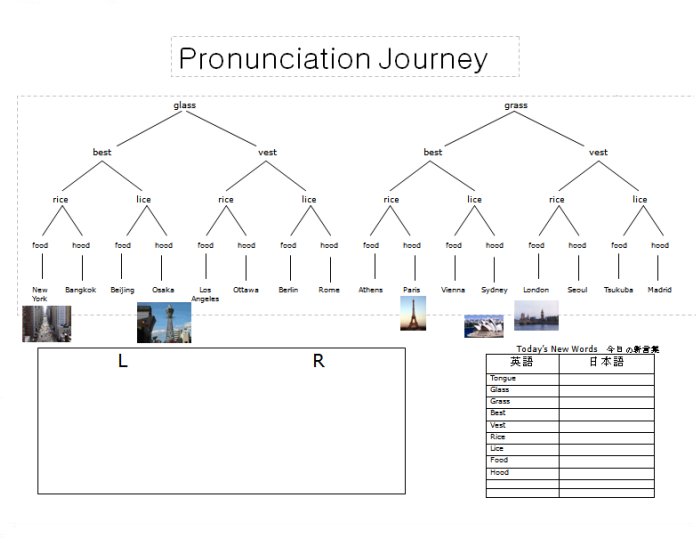 Pronunciation Journey
glass grass
best vest best vest
rice lice rice lice rice lice rice lice
food hood food hood food hood food hood food hood food hood food hood food hood
New York Bangkok Beijing Osaka Los Angeles Ottawa Berlin Rome Athens Paris Vienna Sydney London Seoul Tsukuba Madrid
L R
Today's New Words 今日の新言葉
英語 日本語
Tongue
Glass
Grass
Best
Vest
Rice
Lice
Food
Hood